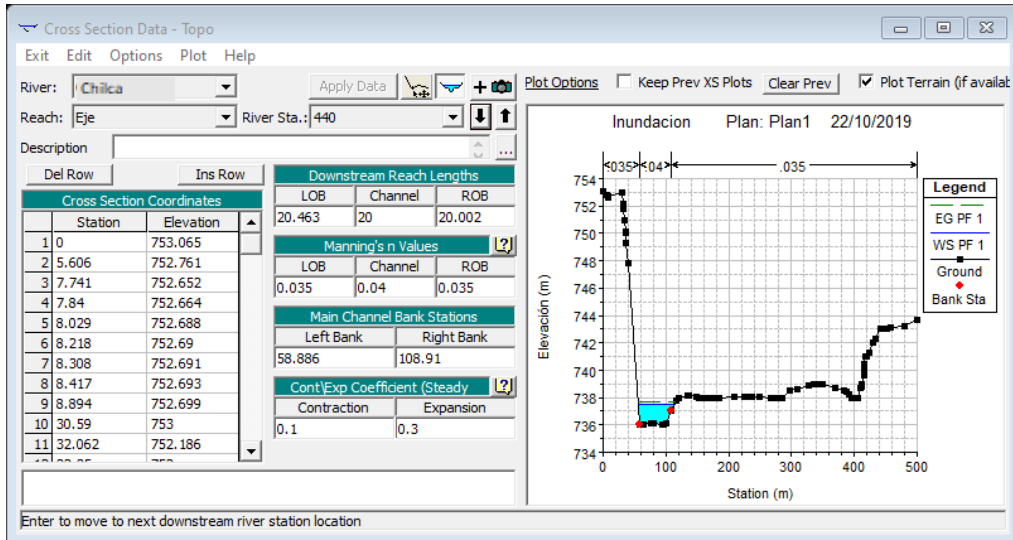 Cross Section Data - Topo
Exit Edit Options Plot Help
River: Chilca Apply Data
Plot Options Keep Prev XS Plots Clear Prev Plot Terrain (if availab
Reach: Eje River Sta.: 440
Description ...
Del Row Ins Row
Cross Section Coordinates
Station Elevation
1 0 753.065
2 5.606 752.761
3 7.741 752.652
4 7.84 752.664
5 8.029 752.688
6 8.218 752.69
7 8.308 752.691
8 8.417 752.693
9 8.894 752.699
10 30.59 753
11 32.062 752.186
Downstream Reach Lengths
LOB Channel ROB
20.463 20 20.002
Manning's n Values
LOB Channel ROB
0.035 0.04 0.035
Main Channel Bank Stations
Left Bank Right Bank
58.886 108.91
Cont\Exp Coefficient (Steady
Contraction Expansion
0.1 0.3
Inundacion Plan: Plan1 22/10/2019
.035 .04 .035
754
752
750
748
746
744
742
740
738
736
734
Elevación (m)
0 100 200 300 400 500
Station (m)
Legend
EG PF 1
WS PF 1
Ground
Bank Sta
Enter to move to next downstream river station location